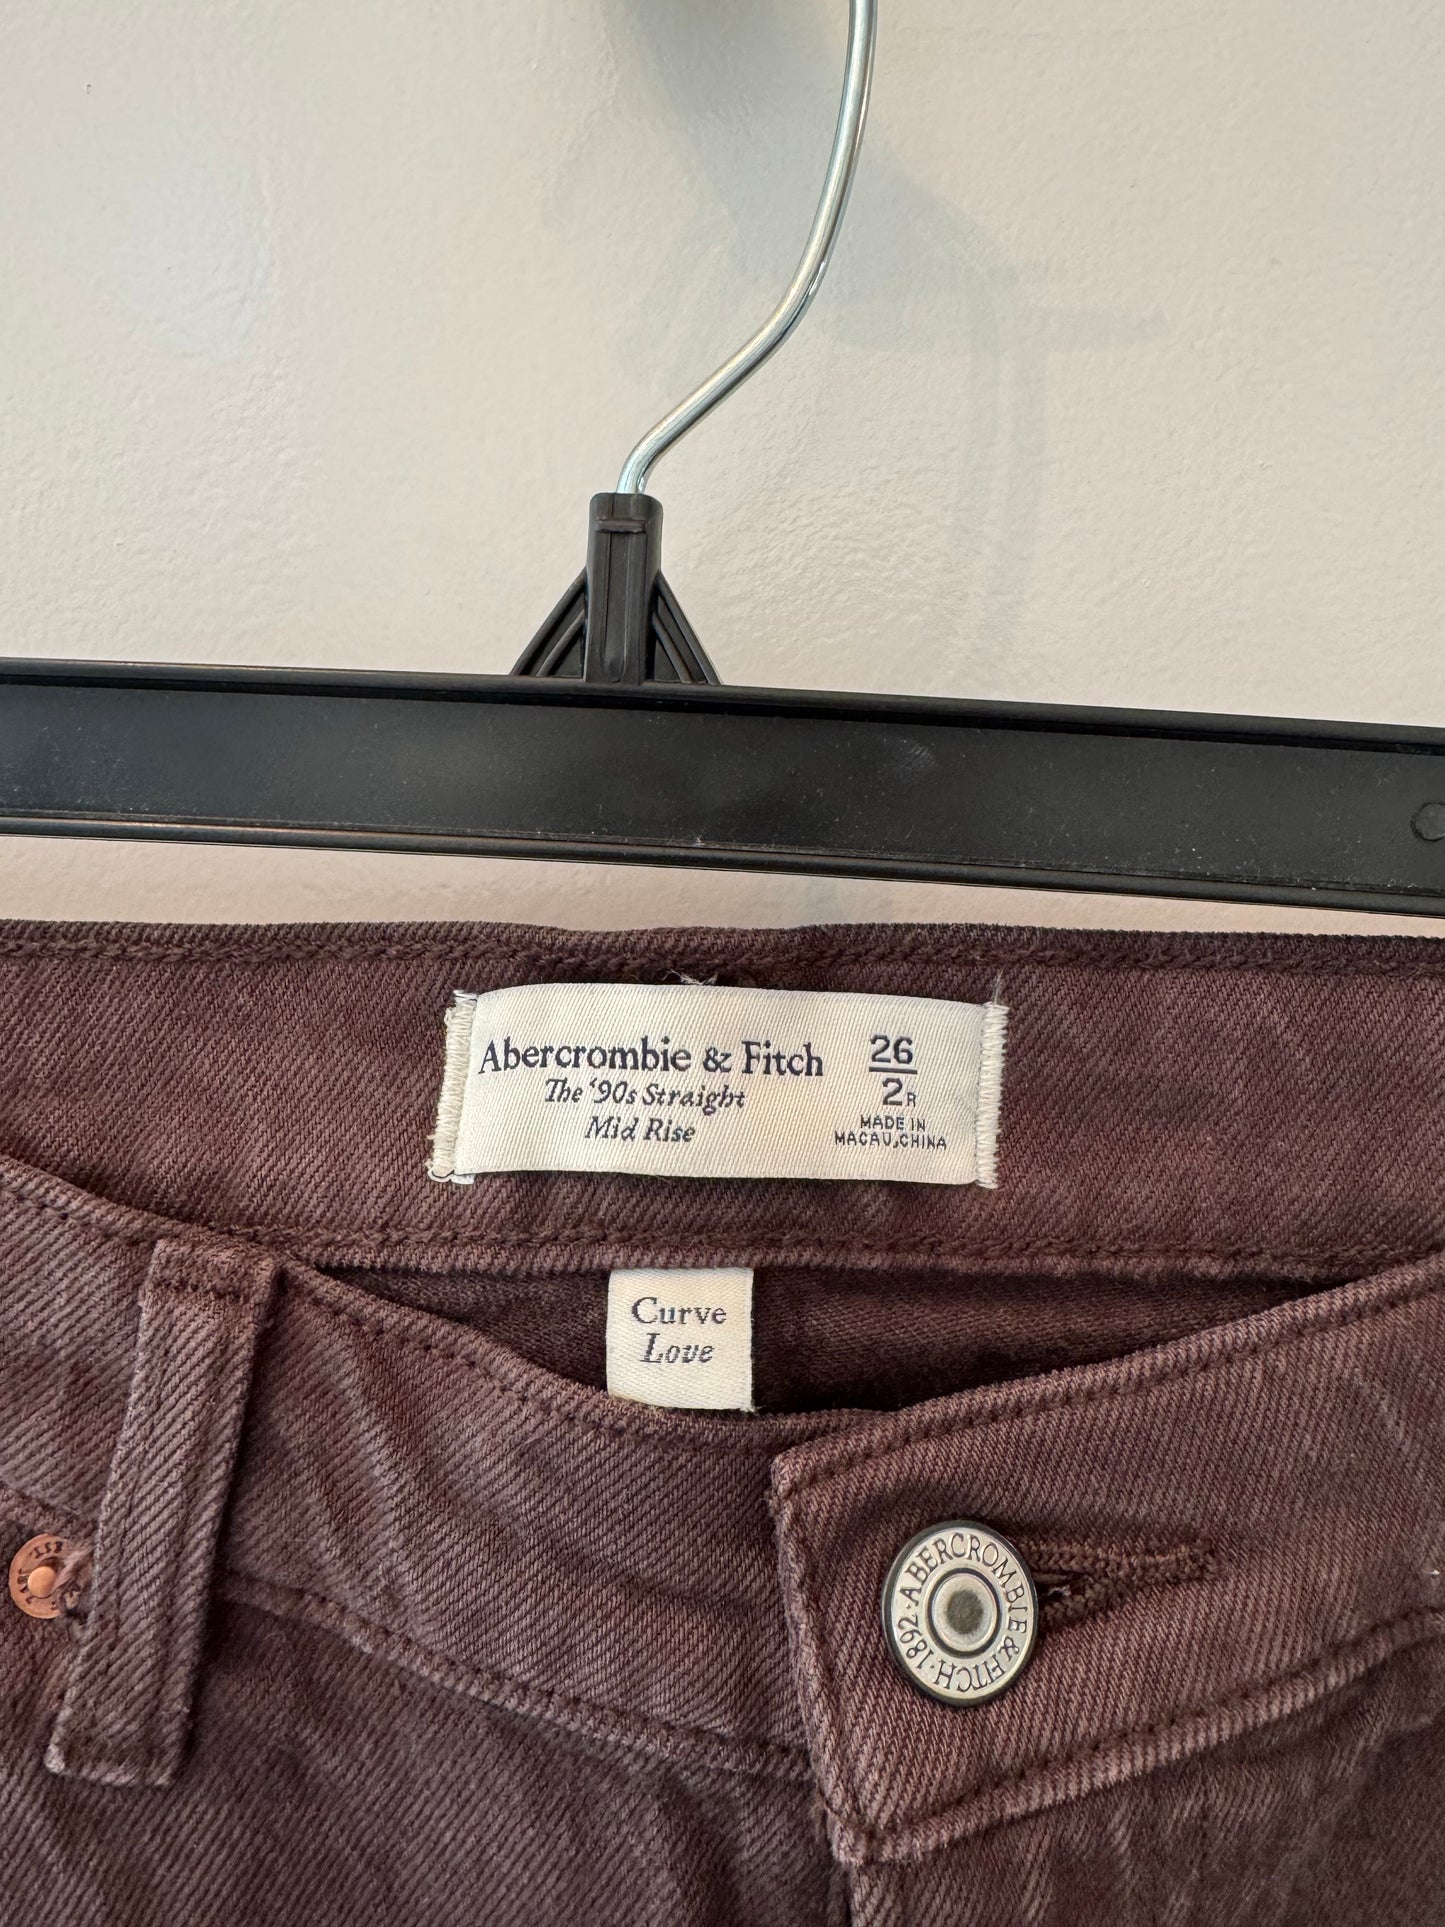 Abercrombie & Fitch
The '90s Straight
Mid Rise
26
2R
MADE IN
MACAU,CHINA
Curve
Love
ABERCROMBIE & FITCH · 1892 ·